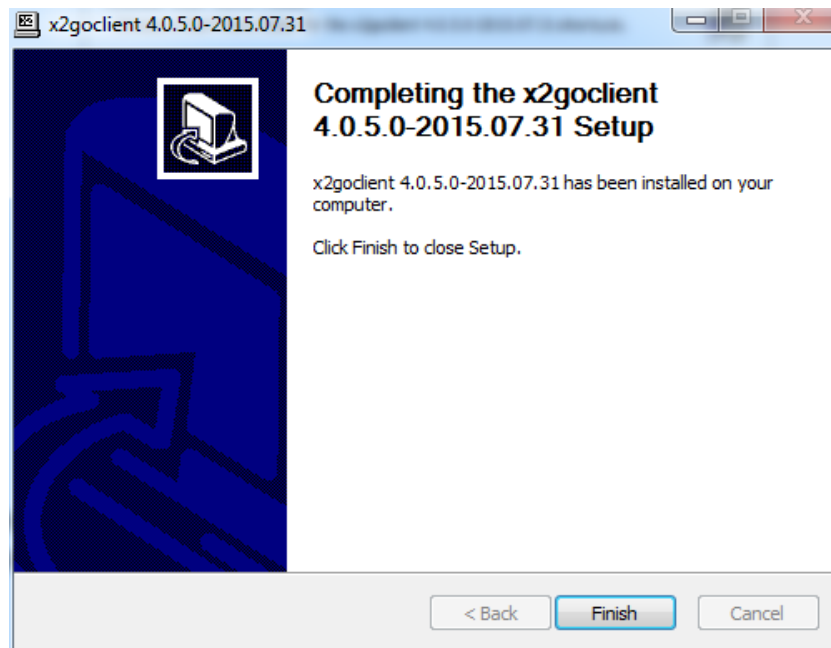 x2goclient 4.0.5.0-2015.07.31
Completing the x2goclient
4.0.5.0-2015.07.31 Setup
x2goclient 4.0.5.0-2015.07.31 has been installed on your
computer.
Click Finish to close Setup.
< Back
Finish
Cancel